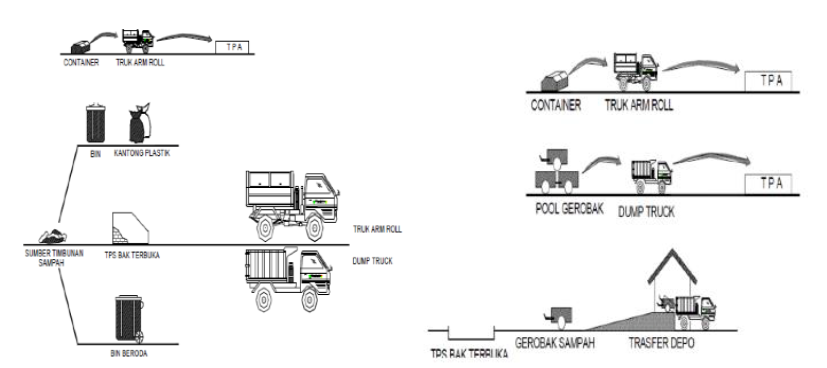 TPA
CONTAINER TRUK ARM ROLL
BIN KANTONG PLASTIK
TRUK ARM ROLL
SUMBER TIMBUNAN
SAMPAH
TPS BAK TERBUKA
DUMP TRUCK
BIN BERODA
TPA
CONTAINER TRUK ARM ROLL
TPA
POOL GEROBAK DUMP TRUCK
TPS BAK TERBUKA GEROBAK SAMPAH TRASFER DEPO